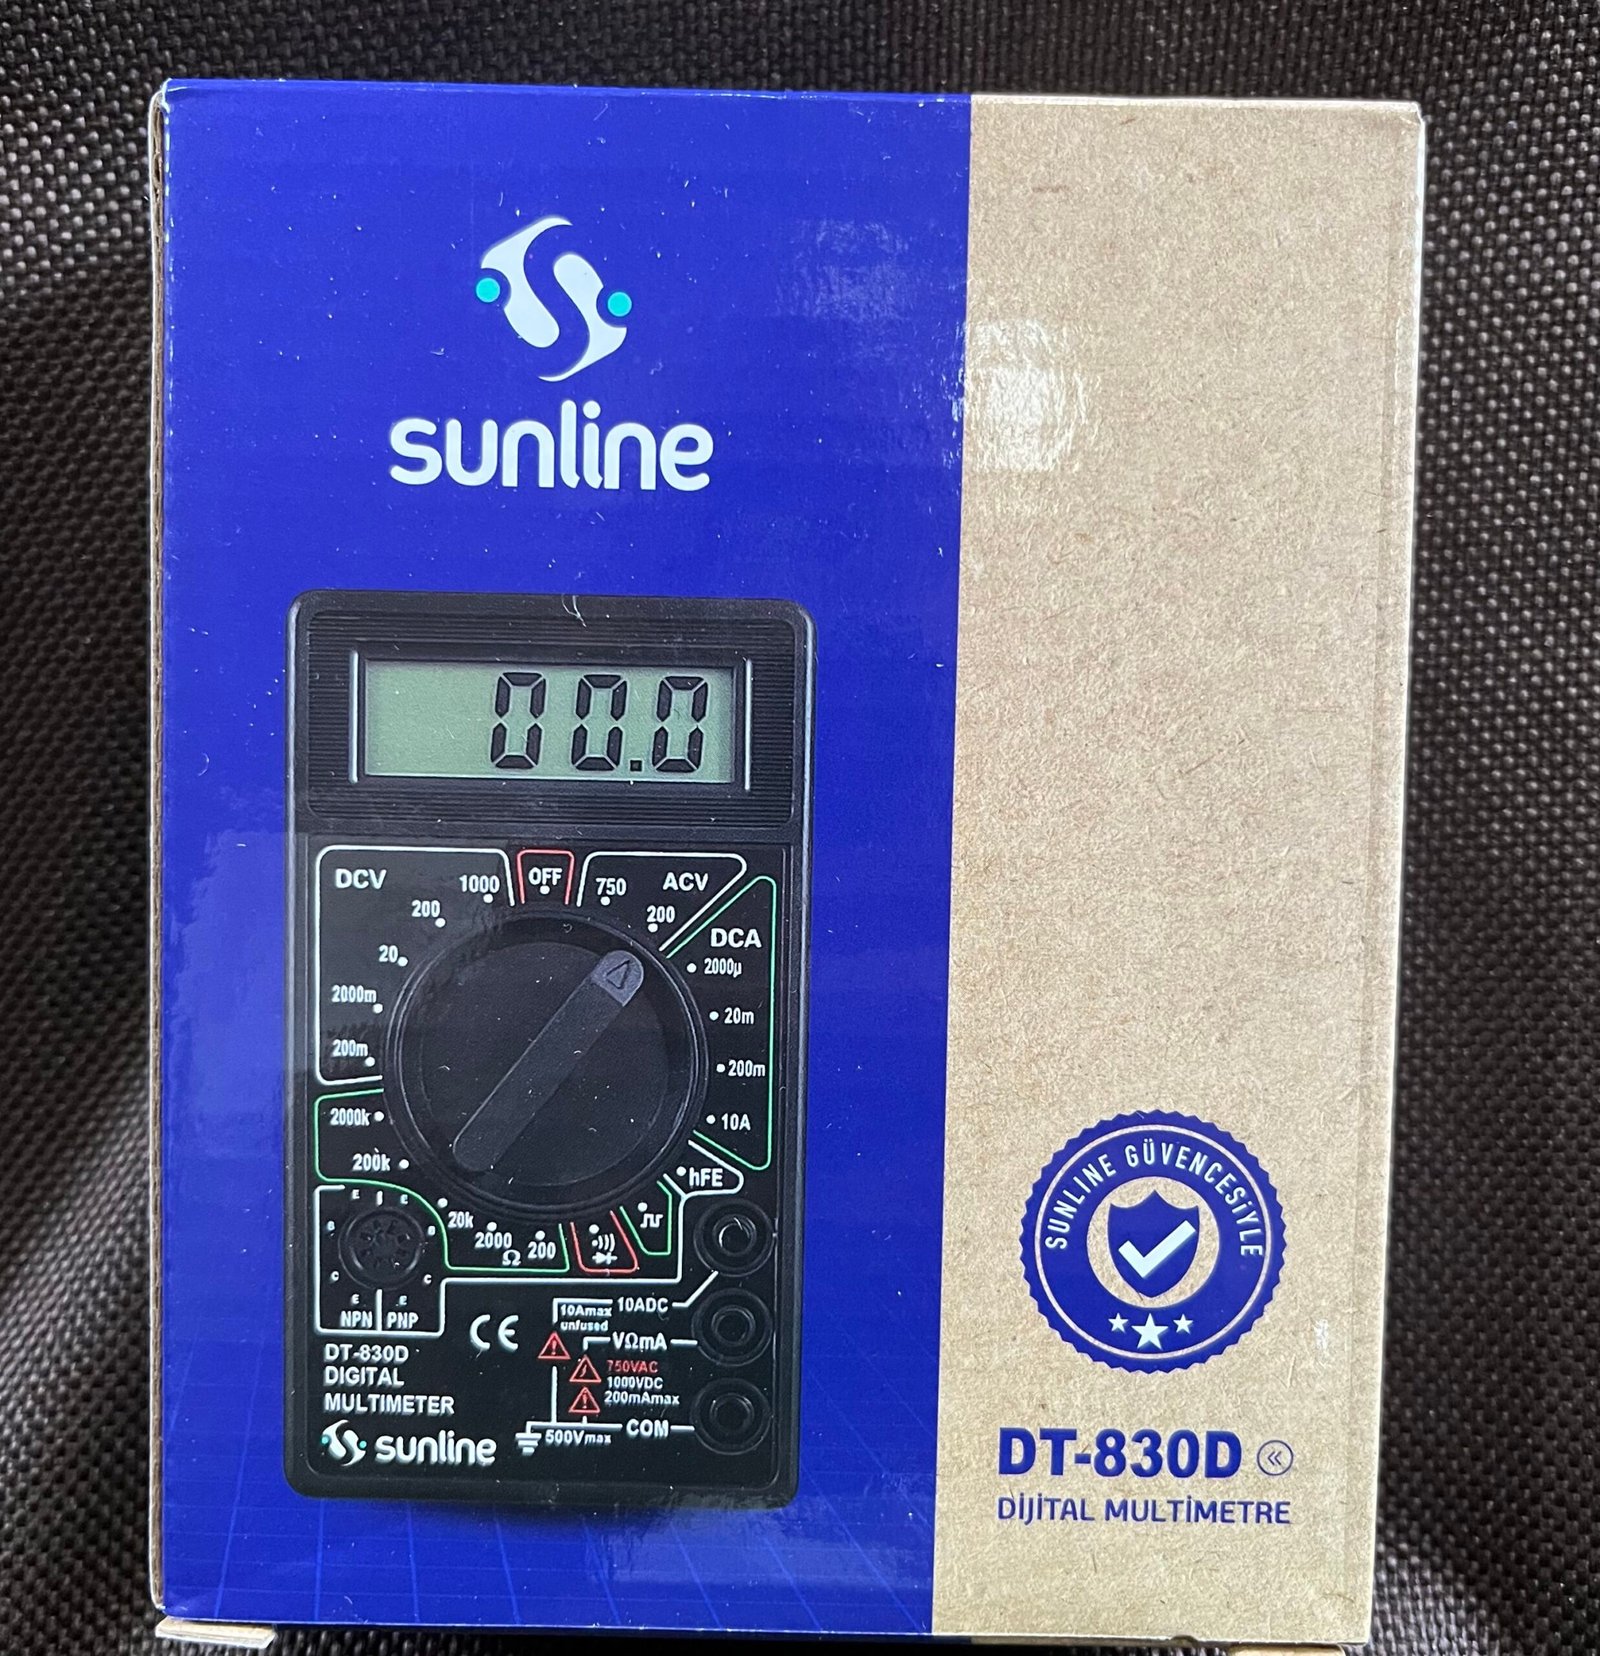 sunline
00.0
DCV
1000
OFF
750
ACV
200
200
DCA
20
2000µ
2000m
20m
200m
200m
2000k
10A
200k
hFE
E E
B B
20k
2000
Ω
200
C C
E E
NPN PNP
10Amax
unfused
10ADC
VΩmA
750VAC
1000VDC
200mAmax
COM
500Vmax
CE
DT-830D
DIGITAL
MULTIMETER
sunline
SUNLINE GÜVENCESİYLE
DT-830D
DİJİTAL MULTİMETRE